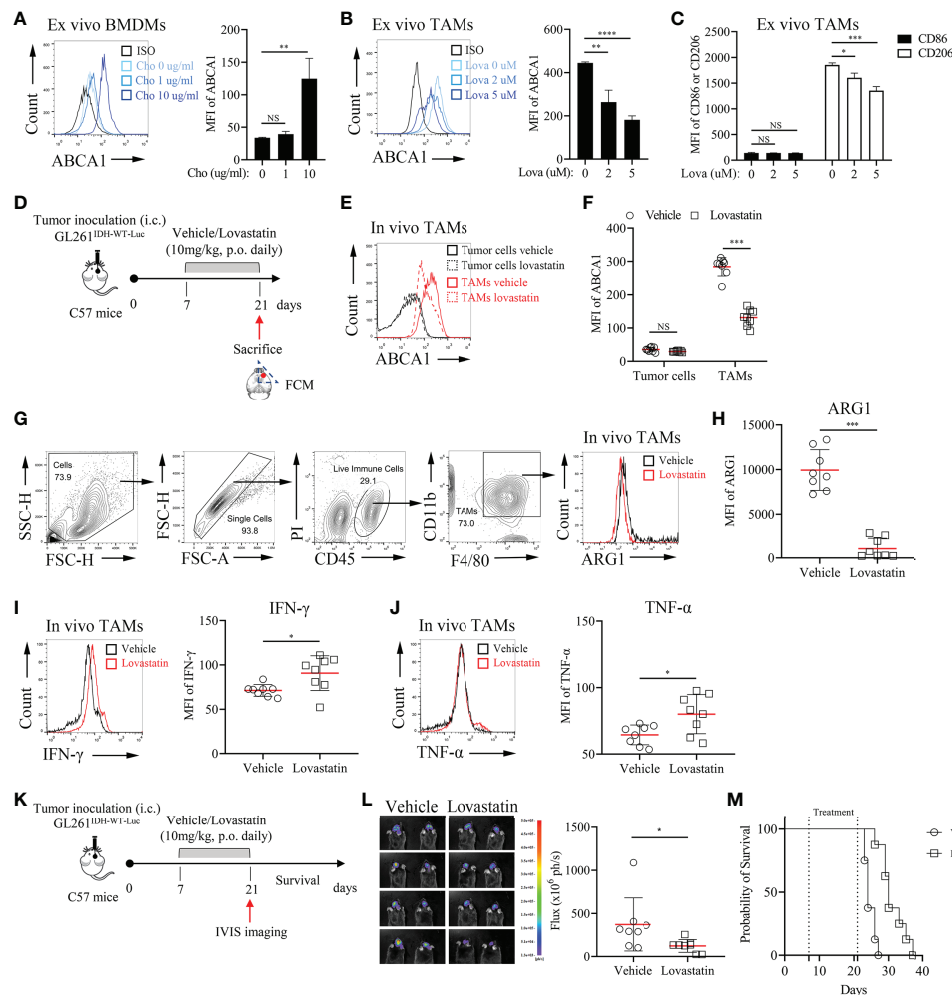 A
Ex vivo BMDMs
ISO
Cho 0 ug/ml
Cho 1 ug/ml
Cho 10 ug/ml
Count
ABCA1
MFI of ABCA1
200
150
100
50
0
NS
**
0 1 10
Cho (ug/ml):
B
Ex vivo TAMs
ISO
Lova 0 uM
Lova 2 uM
Lova 5 uM
Count
ABCA1
MFI of ABCA1
800
600
400
200
0
**
****
0 2 5
Lova (uM):
C
Ex vivo TAMs
CD86
CD206
MFI of CD86 or CD206
2500
2000
1500
1000
500
0
NS
NS
*
***
Lova (uM): 0 2 5 0 2 5
D
Tumor inoculation (i.c.)
GL261IDH-WT-Luc
Vehicle/Lovastatin
(10mg/kg, p.o. daily)
C57 mice
0 7 21 days
Sacrifice
FCM
E
In vivo TAMs
Tumor cells vehicle
Tumor cells lovastatin
TAMs vehicle
TAMs lovastatin
Count
ABCA1
F
Vehicle Lovastatin
MFI of ABCA1
400
300
200
100
0
NS
***
Tumor cells TAMs
G
Cells
73.9
SSC-H
FSC-H
Single Cells
93.8
FSC-H
FSC-A
Live Immune Cells
29.1
PI
CD45
TAMs
73.0
CD11b
F4/80
In vivo TAMs
Vehicle
Lovastatin
Count
ARG1
H
ARG1
***
MFI of ARG1
15000
10000
5000
0
Vehicle Lovastatin
I
In vivo TAMs
Vehicle
Lovastatin
Count
IFN-γ
IFN-γ
MFI of IFN-γ
150
100
50
0
*
Vehicle Lovastatin
J
In vivo TAMs
Vehicle
Lovastatin
Count
TNF-α
TNF-α
MFI of TNF-α
150
100
50
*
Vehicle Lovastatin
K
Tumor inoculation (i.c.)
GL261IDH-WT-Luc
Vehicle/Lovastatin
(10mg/kg, p.o. daily)
C57 mice
0 7 21 Survival days
IVIS imaging
L
Vehicle Lovastatin
Flux (x10⁶ ph/s)
1500
1000
500
0
*
Vehicle Lovastatin
M
Treatment
Probability of Survival
100
50
0
0 10 20 30 40
Days